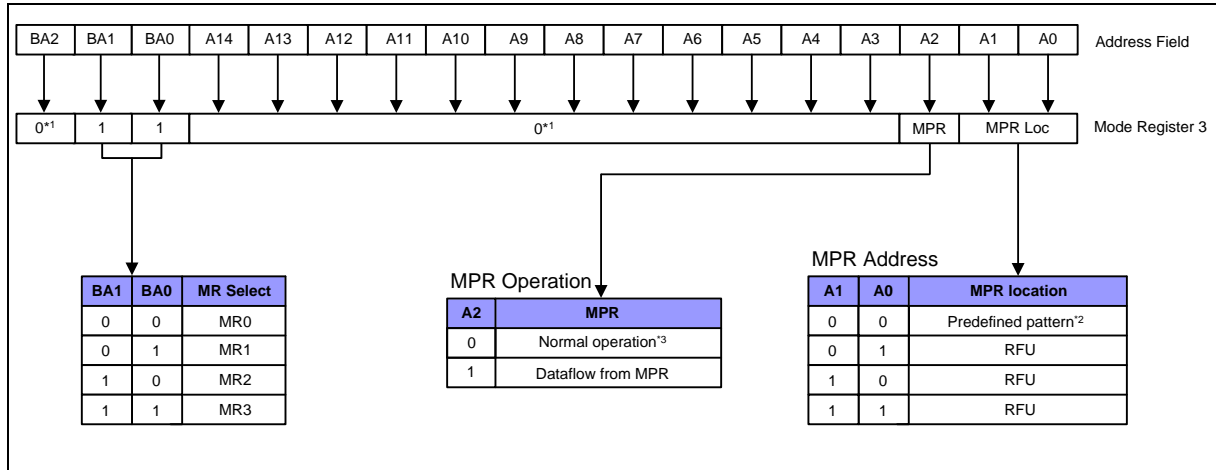 BA2 BA1 BA0 A14 A13 A12 A11 A10 A9 A8 A7 A6 A5 A4 A3 A2 A1 A0 Address Field
0*1 1 1 0*1 MPR MPR Loc Mode Register 3
MPR Address
MPR Operation
BA1 BA0 MR Select
0 0 MR0
0 1 MR1
1 0 MR2
1 1 MR3
A2 MPR
0 Normal operation*3
1 Dataflow from MPR
A1 A0 MPR location
0 0 Predefined pattern*2
0 1 RFU
1 0 RFU
1 1 RFU